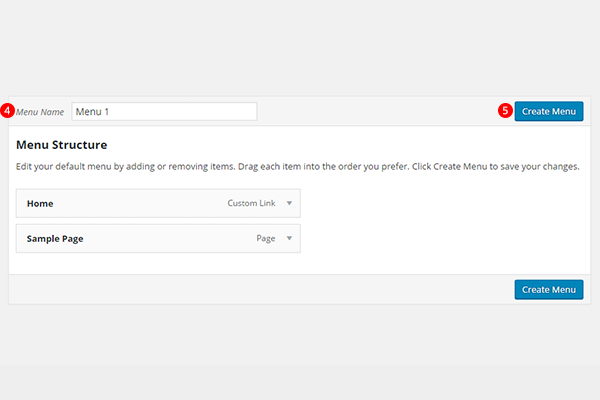 4 Menu Name Menu 1 5 Create Menu
Menu Structure
Edit your default menu by adding or removing items. Drag each item into the order you prefer. Click Create Menu to save your changes.
Home Custom Link
Sample Page Page
Create Menu